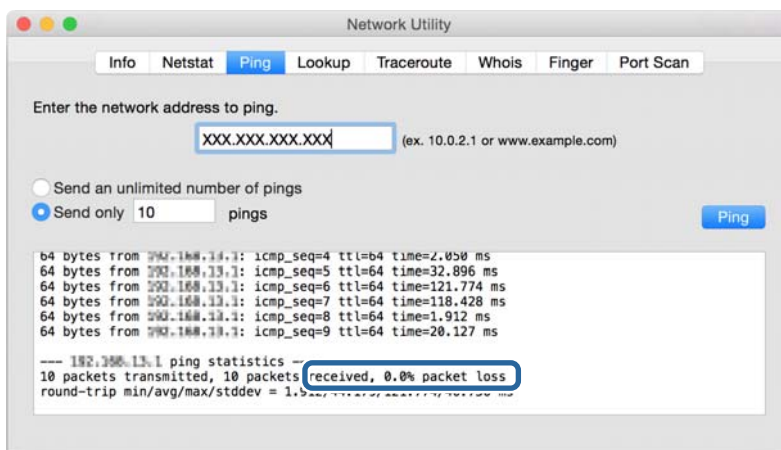 Network Utility
Info Netstat Ping Lookup Traceroute Whois Finger Port Scan
Enter the network address to ping.
XXX.XXX.XXX.XXX (ex. 10.0.2.1 or www.example.com)
Send an unlimited number of pings
Send only 10 pings
Ping
64 bytes from icmp_seq=4 ttl=64 time=2.050 ms
64 bytes from icmp_seq=5 ttl=64 time=32.896 ms
64 bytes from icmp_seq=6 ttl=64 time=121.774 ms
64 bytes from icmp_seq=7 ttl=64 time=118.428 ms
64 bytes from icmp_seq=8 ttl=64 time=1.912 ms
64 bytes from icmp_seq=9 ttl=64 time=20.127 ms
--- ping statistics
10 packets transmitted, 10 packets received, 0.0% packet loss
round-trip min/avg/max/stddev = ms